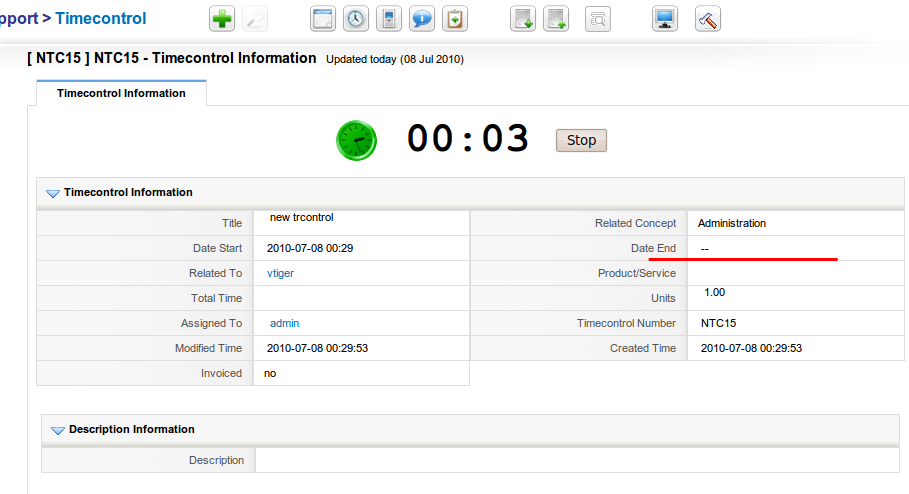 pport > Timecontrol
[ NTC15 ] NTC15 - Timecontrol Information Updated today (08 Jul 2010)
Timecontrol Information
00:03 Stop
Timecontrol Information
Title new trcontrol Related Concept Administration
Date Start 2010-07-08 00:29 Date End --
Related To vtiger Product/Service
Total Time Units 1.00
Assigned To admin Timecontrol Number NTC15
Modified Time 2010-07-08 00:29:53 Created Time 2010-07-08 00:29:53
Invoiced no
Description Information
Description